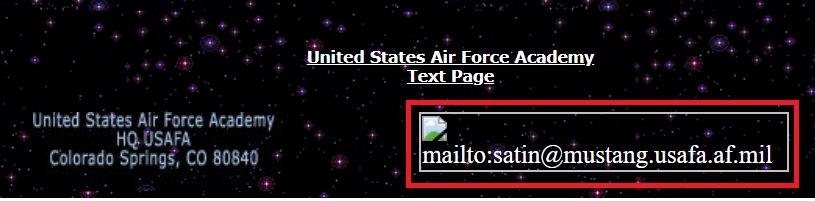 United States Air Force Academy
Text Page
United States Air Force Academy
HQ USAFA
Colorado Springs, CO 80840
mailto:satin@mustang.usafa.af.mil